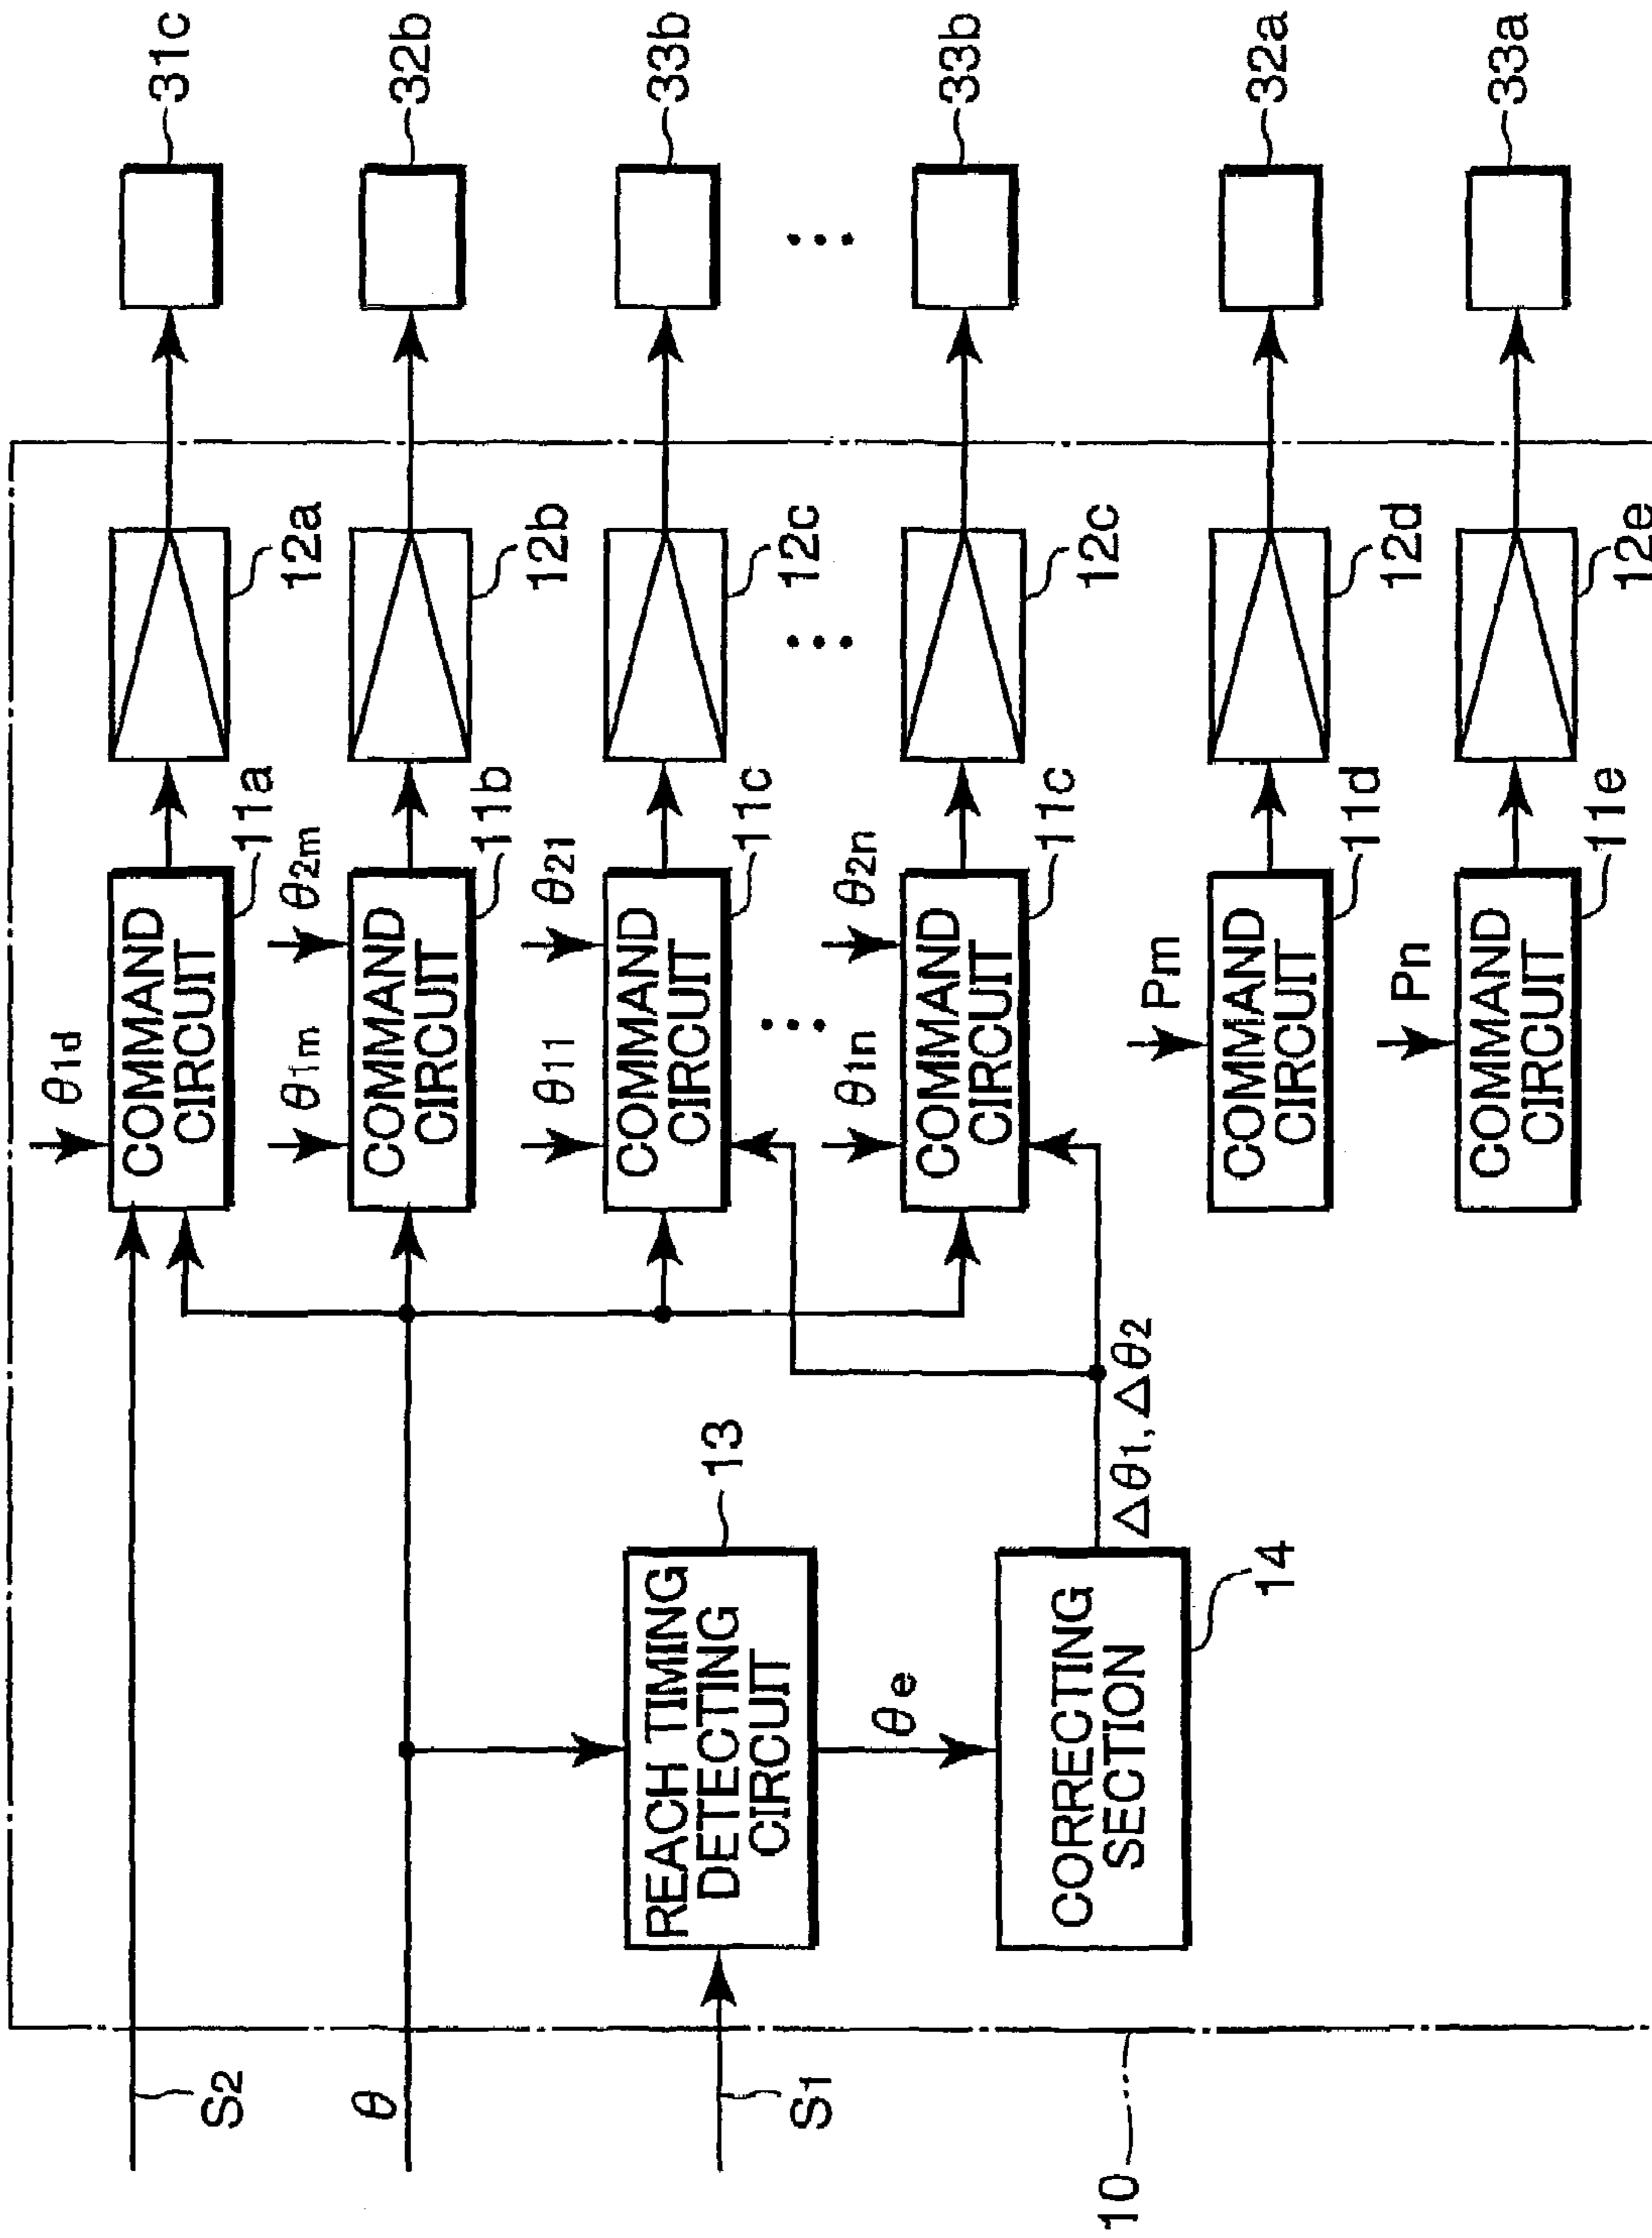 31c
32b
33b
33b
32a
33a
12a
12b
12c
12c
12d
12e
11a
11b
11c
11c
11d
11e
θ1d
COMMAND
CIRCUIT
θ1m
θ2m
COMMAND
CIRCUIT
θ11
θ21
COMMAND
CIRCUIT
θ1n
θ2n
COMMAND
CIRCUIT
Pm
COMMAND
CIRCUIT
Pn
COMMAND
CIRCUIT
13
REACH TIMING
DETECTING
CIRCUIT
θe
CORRECTING
SECTION
14
Δθ1, Δθ2
S2
θ
S1
10